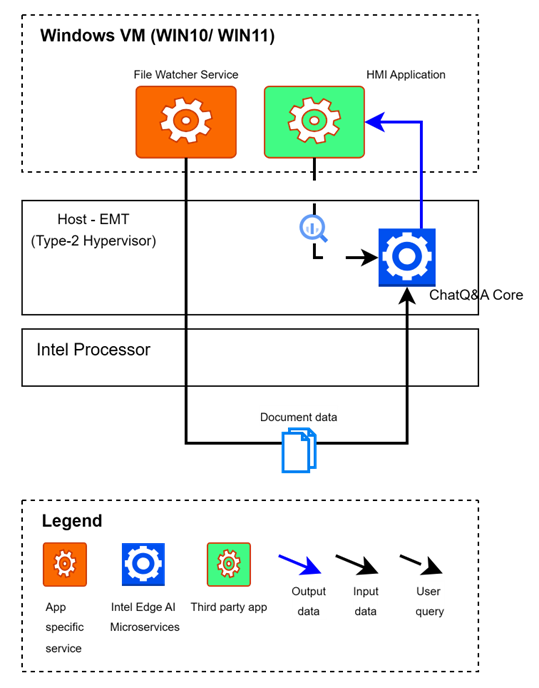 Windows VM (WIN10/ WIN11)
File Watcher Service
HMI Application
Host - EMT
(Type-2 Hypervisor)
ChatQ&A Core
Intel Processor
Document data
Legend
App
specific
service
Intel Edge AI
Microservices
Third party app
Output
data
Input
data
User
query